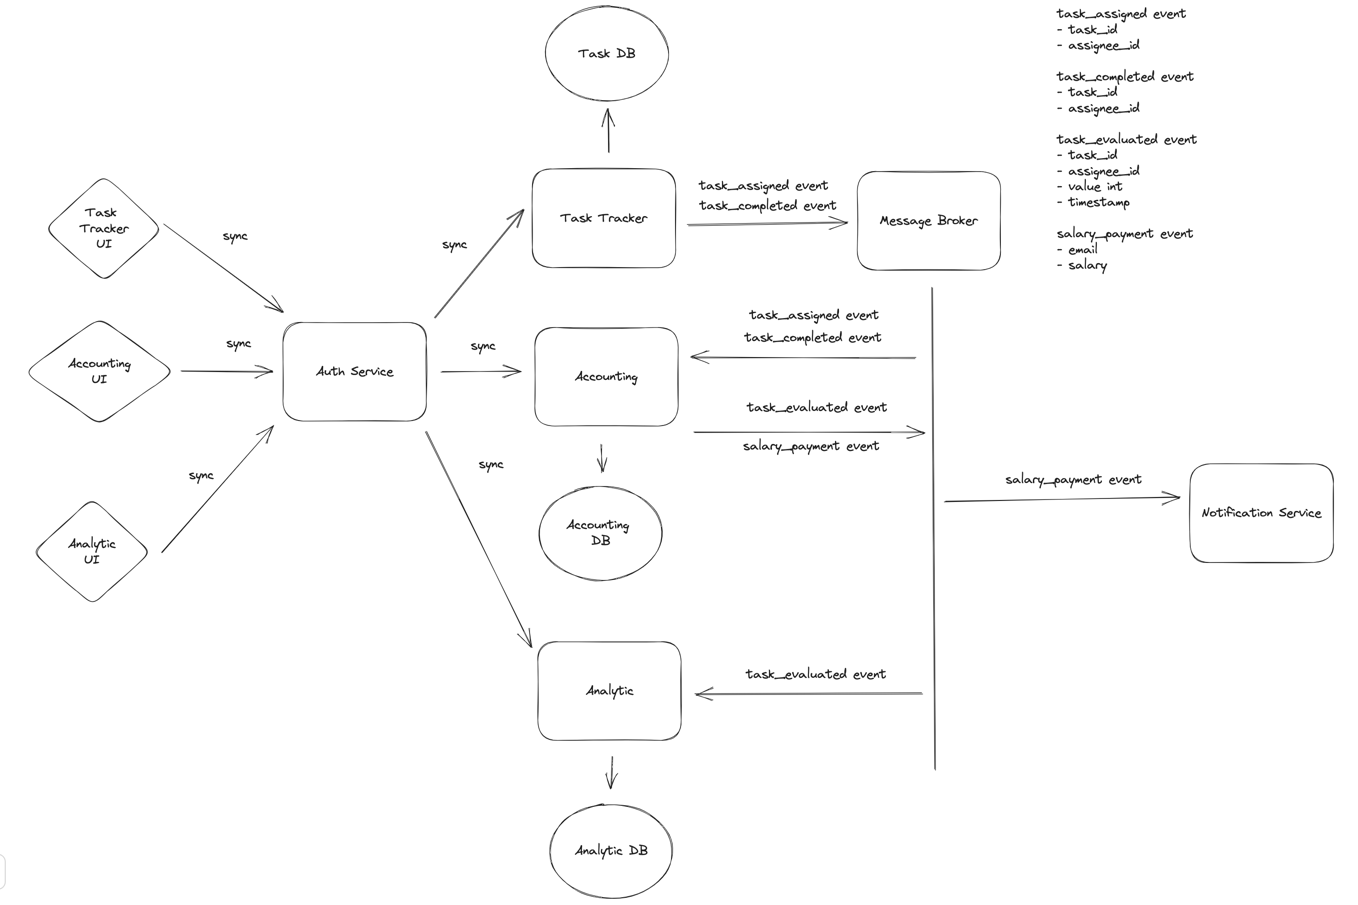 Task DB
task_assigned event
- task_id
- assignee_id
task_completed event
- task_id
- assignee_id
task_evaluated event
- task_id
- assignee_id
- value int
- timestamp
salary_payment event
- email
- salary
Task
Tracker
UI
sync
sync
Task Tracker
task_assigned event
task_completed event
Message Broker
Accounting
UI
sync
Auth Service
sync
Accounting
task_assigned event
task_completed event
task_evaluated event
salary_payment event
Analytic
UI
sync
sync
Accounting
DB
salary_payment event
Notification Service
Analytic
task_evaluated event
Analytic DB